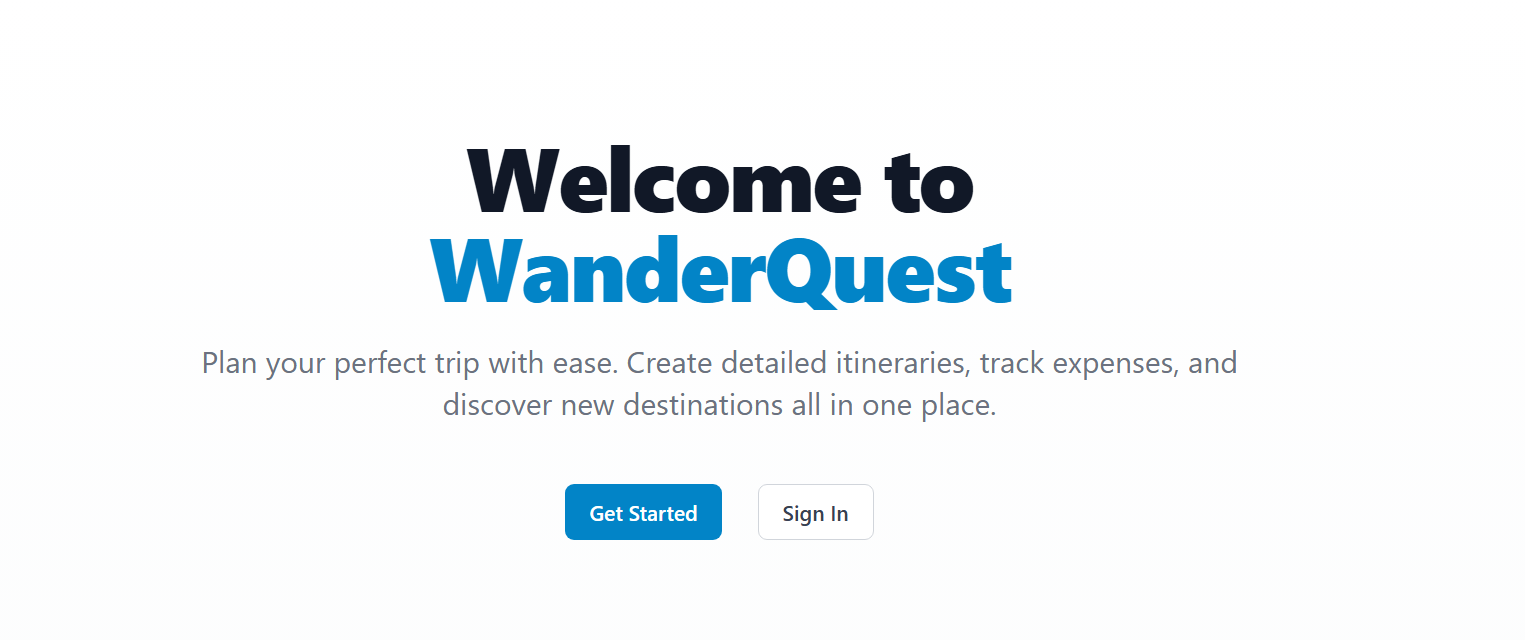 Welcome to
WanderQuest
Plan your perfect trip with ease. Create detailed itineraries, track expenses, and
discover new destinations all in one place.
Get Started
Sign In